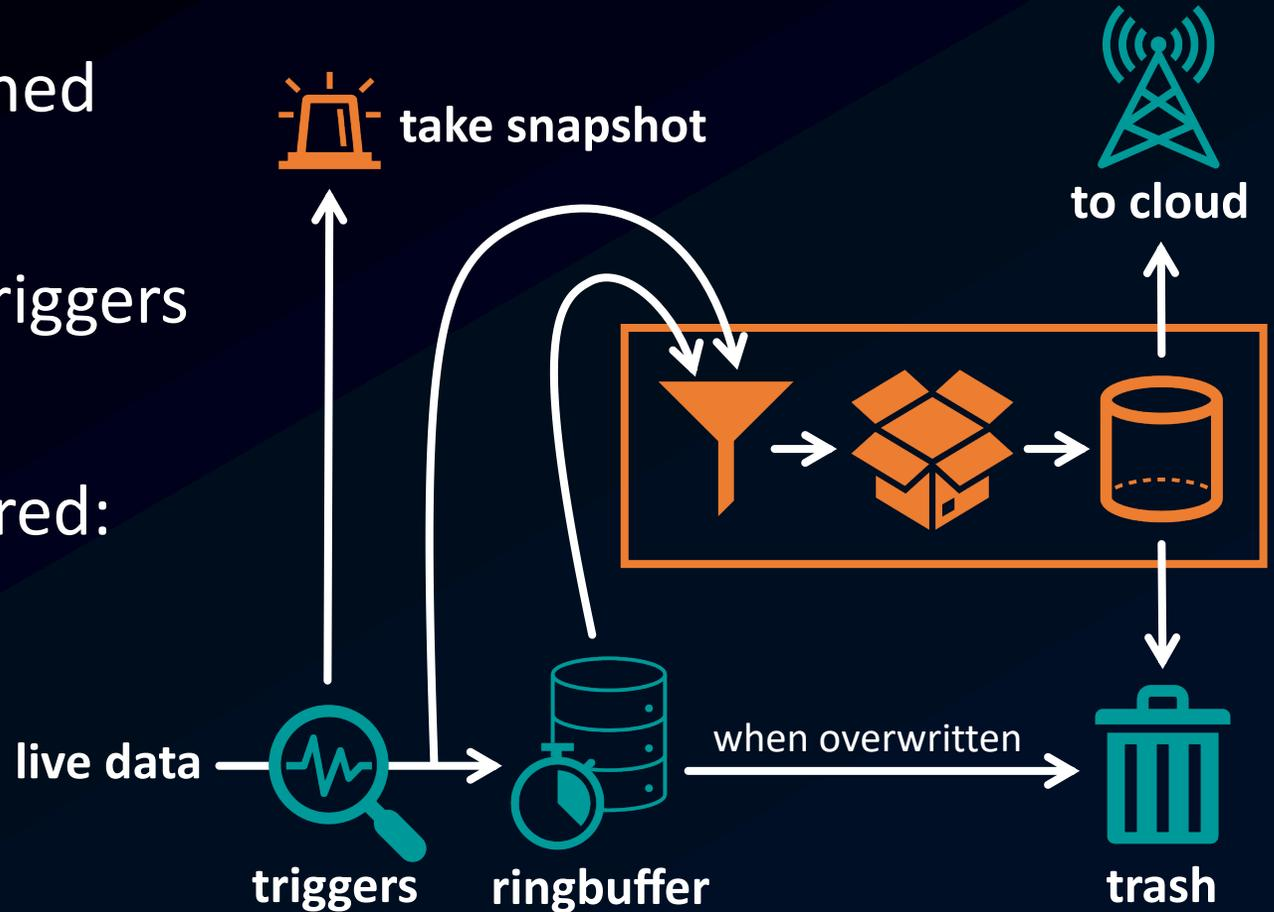 take snapshot
to cloud
when overwritten
live data
triggers
ringbuffer
trash